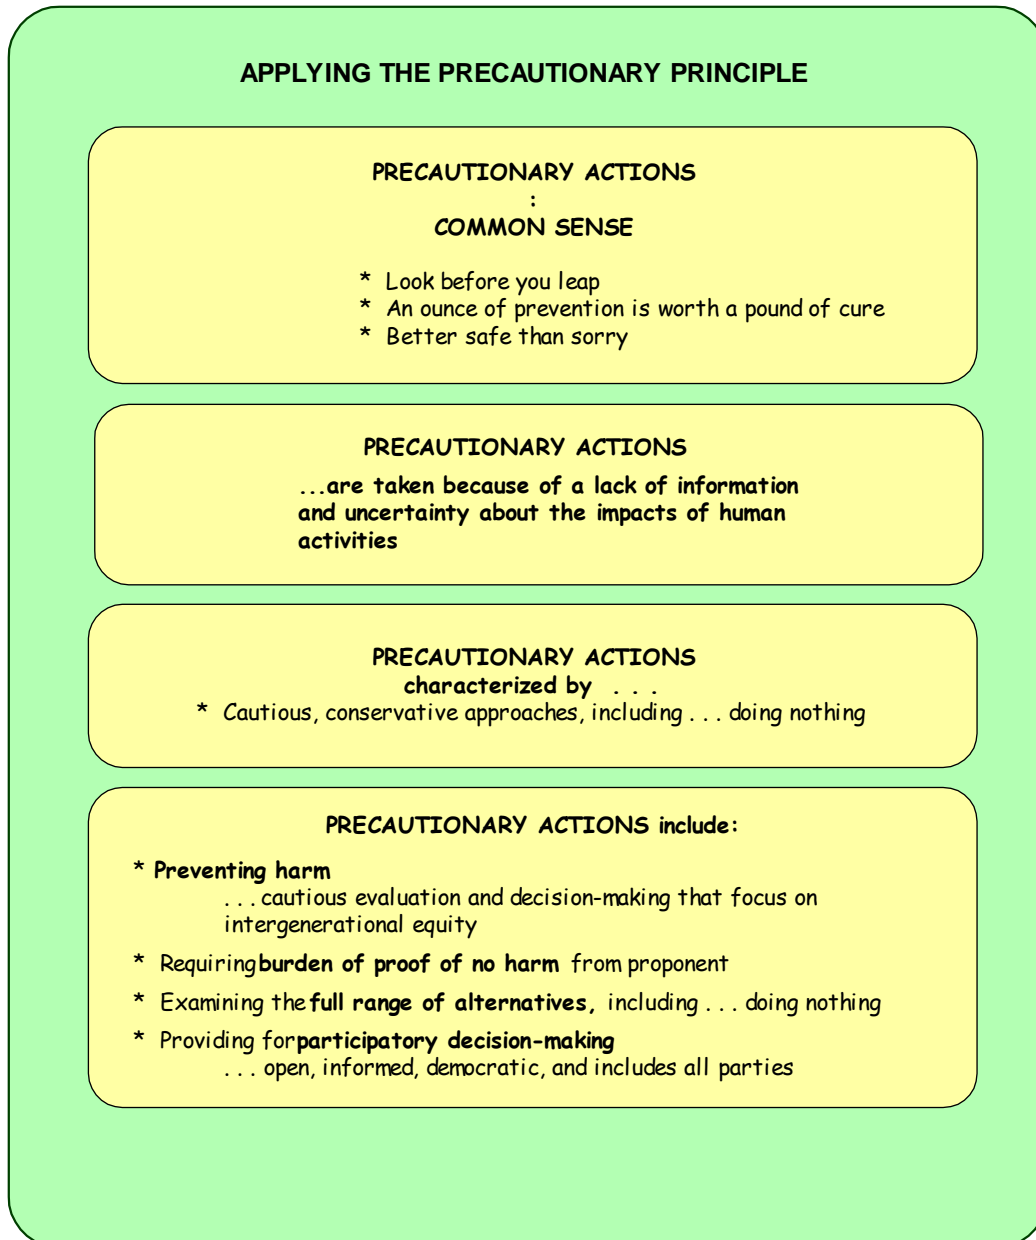 APPLYING THE PRECAUTIONARY PRINCIPLE
PRECAUTIONARY ACTIONS
:
COMMON SENSE
* Look before you leap
* An ounce of prevention is worth a pound of cure
* Better safe than sorry
PRECAUTIONARY ACTIONS
...are taken because of a lack of information
and uncertainty about the impacts of human
activities
PRECAUTIONARY ACTIONS
characterized by . . .
* Cautious, conservative approaches, including . . . doing nothing
PRECAUTIONARY ACTIONS include:
* Preventing harm
. . . cautious evaluation and decision-making that focus on
intergenerational equity
* Requiring burden of proof of no harm from proponent
* Examining the full range of alternatives, including . . . doing nothing
* Providing for participatory decision-making
. . . open, informed, democratic, and includes all parties